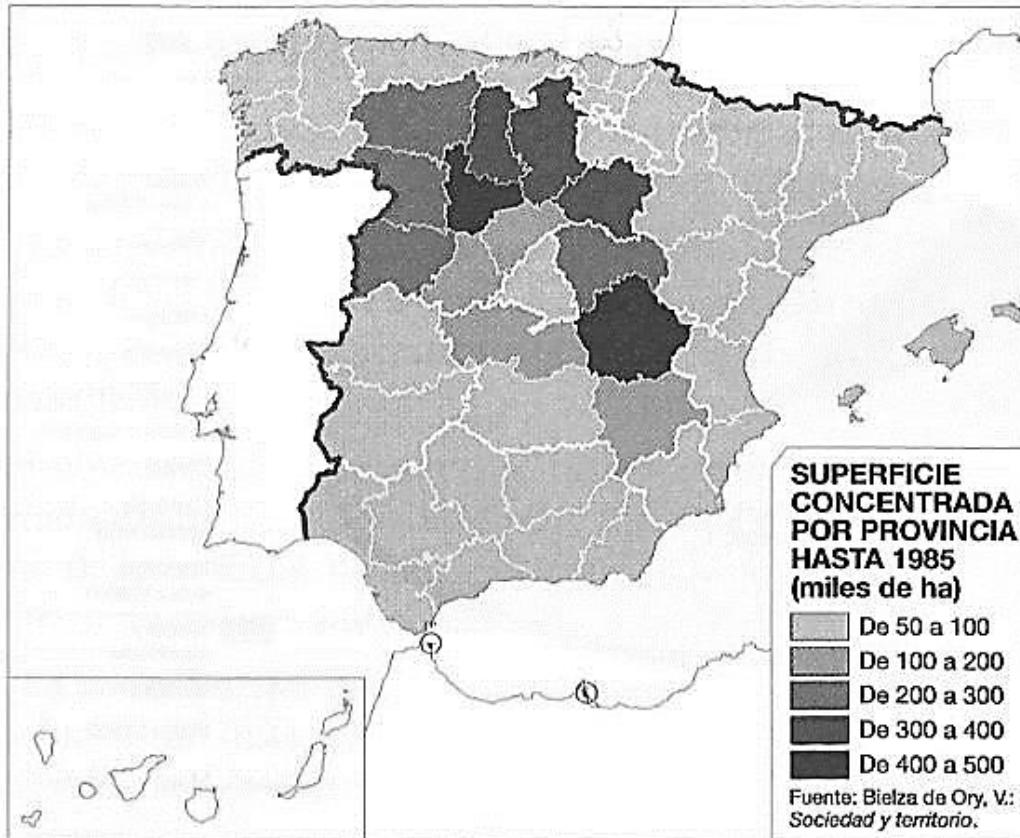 SUPERFICIE
CONCENTRADA
POR PROVINCIA
HASTA 1985
(miles de ha)
De 50 a 100
De 100 a 200
De 200 a 300
De 300 a 400
De 400 a 500
Fuente: Bielza de Ory, V.:
Sociedad y territorio.